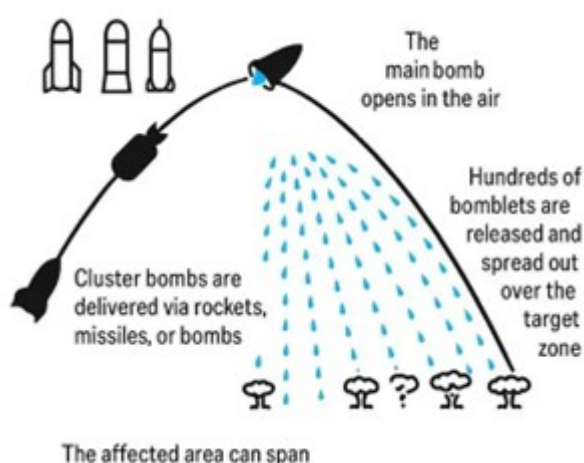 The
main bomb
opens in the air
Hundreds of
bomblets are
released and
spread out
over the
target
zone
Cluster bombs are
delivered via rockets,
missiles, or bombs
The affected area can span